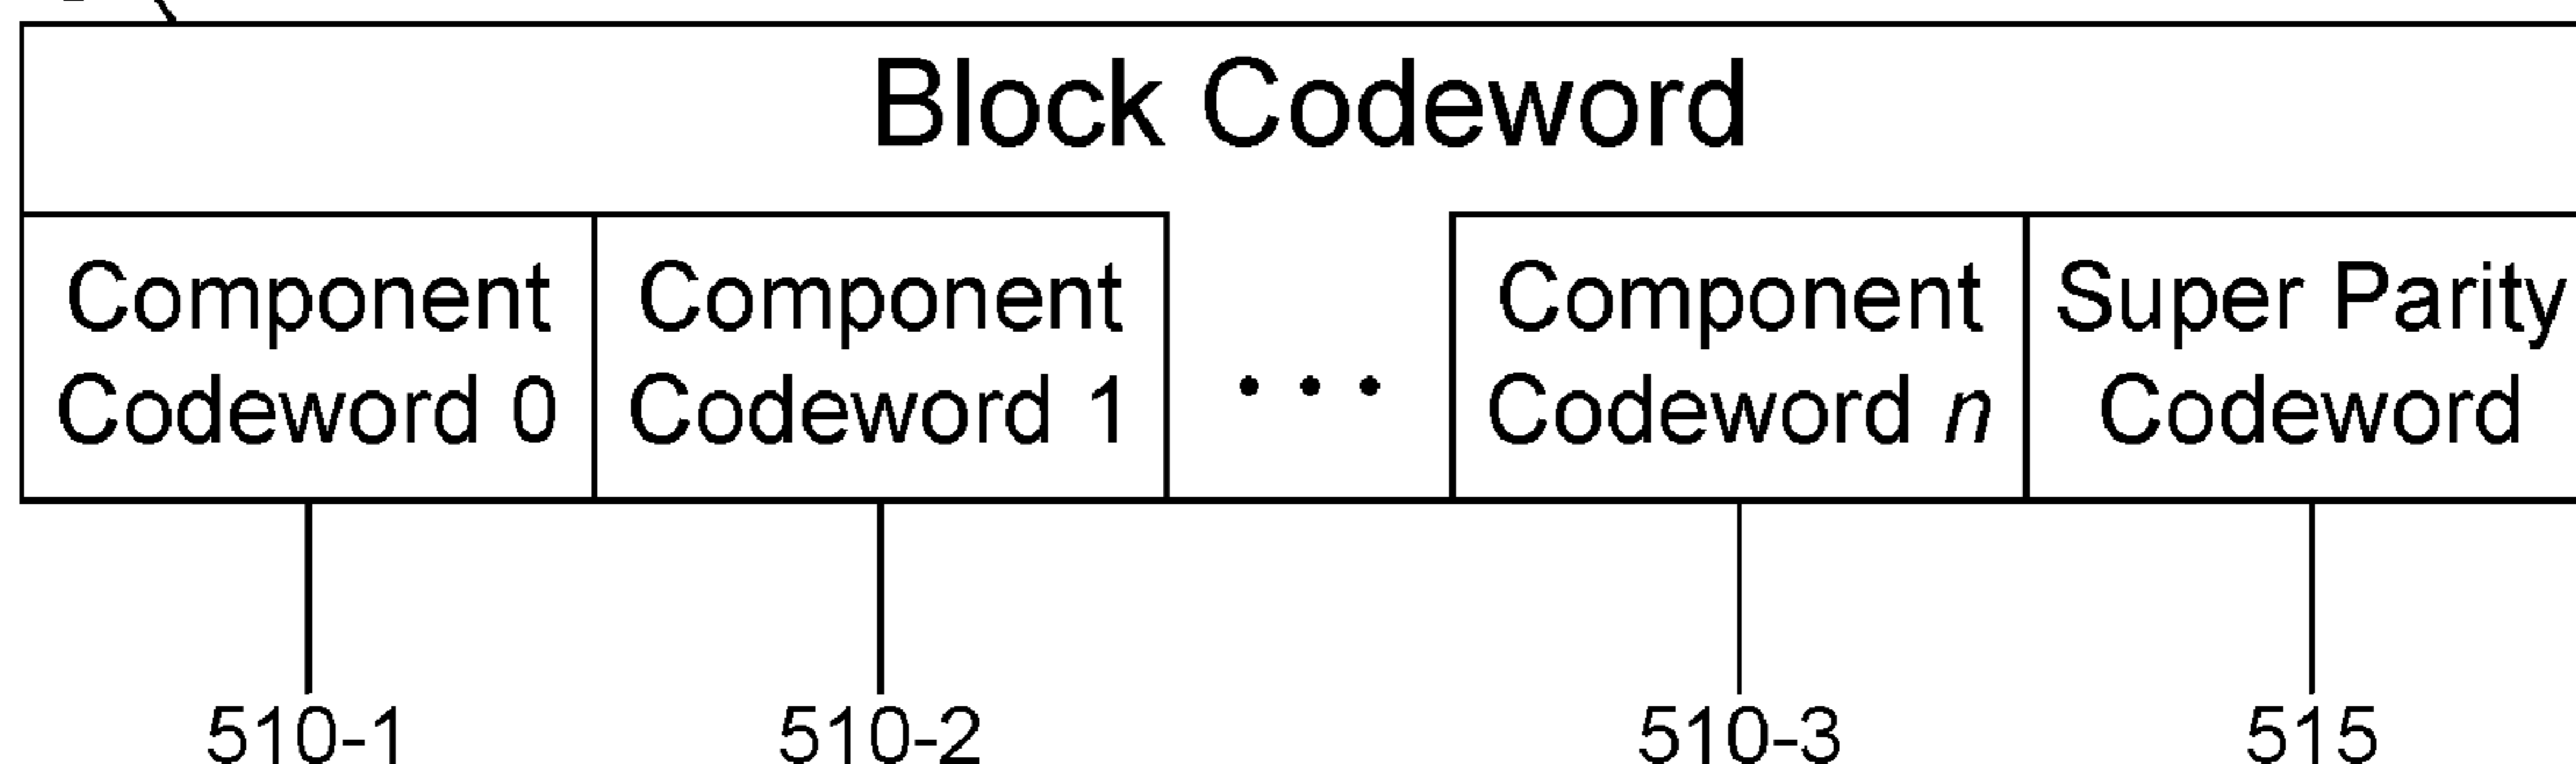 Block Codeword
Component
Codeword 0
Component
Codeword 1
• • •
Component
Codeword n
Super Parity
Codeword
510-1
510-2
510-3
515